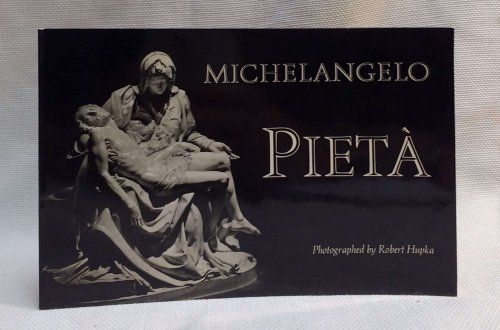 MICHELANGELO
PIETÀ
Photographed by Robert Hupka